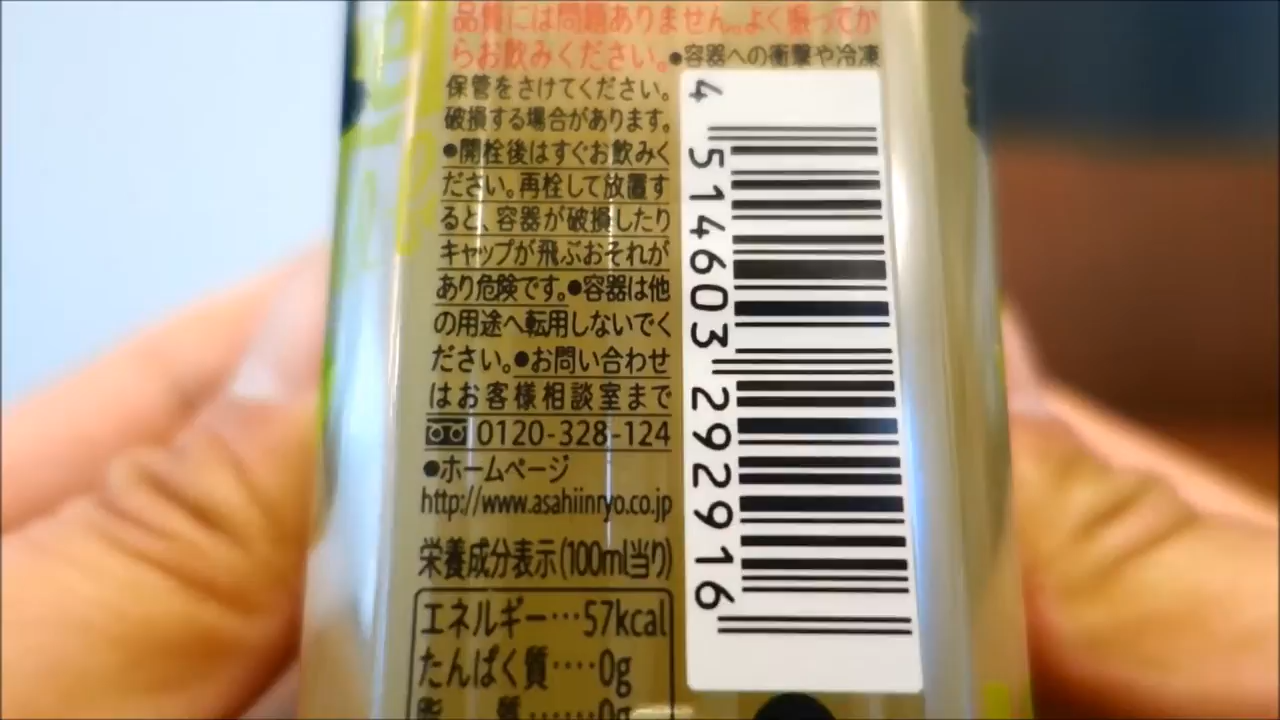 品質には問題ありません。よく振ってか
らお飲みください。●容器への衝撃や冷凍
保管をさけてください。
破損する場合があります。
●開栓後はすぐお飲みく
ださい。再栓して放置す
ると、容器が破損したり
キャップが飛ぶおそれが
あり危険です。●容器は他
の用途へ転用しないでく
ださい。●お問い合わせ
はお客様相談室まで
0120-328-124
●ホームページ
http://www.asahiinryo.co.jp
栄養成分表示(100ml当り)
エネルギー…57kcal
たんぱく質‥‥0g
脂 質……0g
4 514603 292916